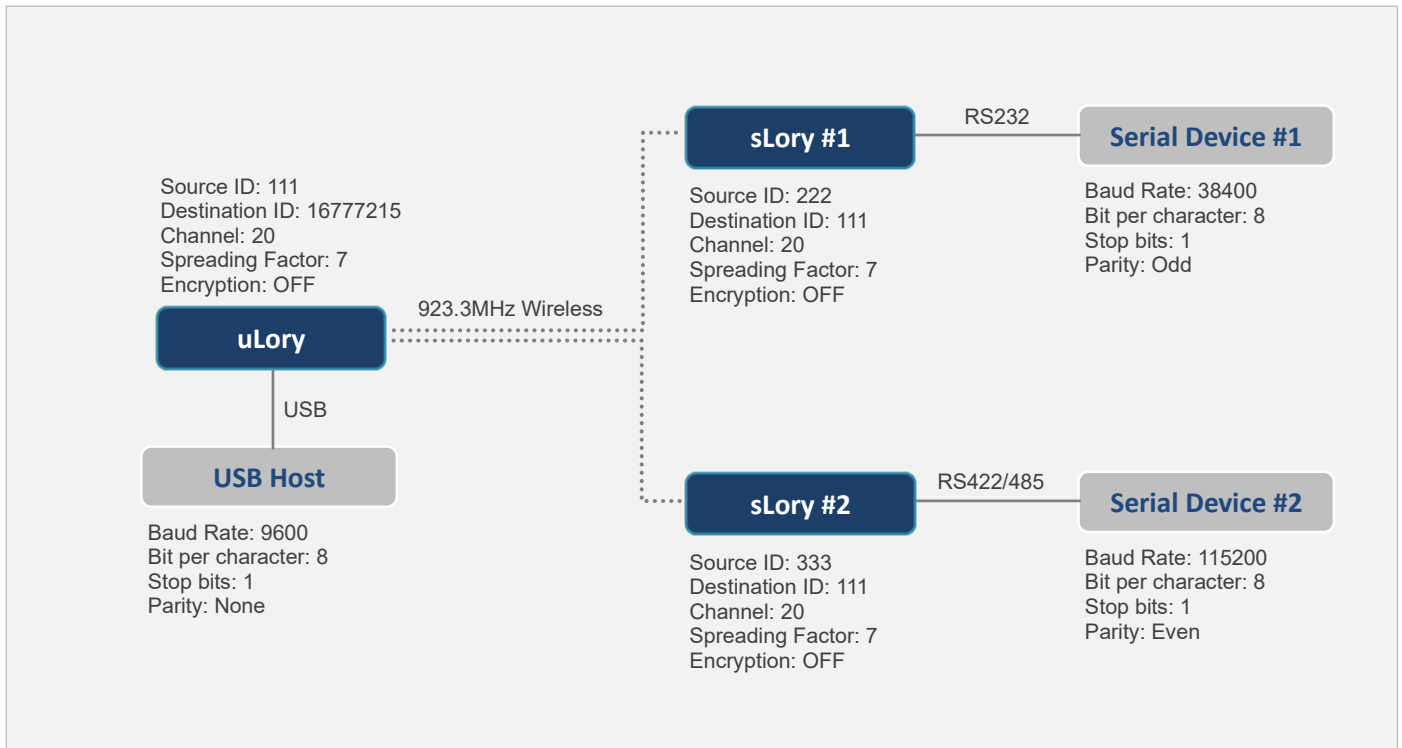 Source ID: 111
Destination ID: 16777215
Channel: 20
Spreading Factor: 7
Encryption: OFF
uLory
USB
USB Host
Baud Rate: 9600
Bit per character: 8
Stop bits: 1
Parity: None
923.3MHz Wireless
sLory #1
Source ID: 222
Destination ID: 111
Channel: 20
Spreading Factor: 7
Encryption: OFF
RS232
Serial Device #1
Baud Rate: 38400
Bit per character: 8
Stop bits: 1
Parity: Odd
sLory #2
Source ID: 333
Destination ID: 111
Channel: 20
Spreading Factor: 7
Encryption: OFF
RS422/485
Serial Device #2
Baud Rate: 115200
Bit per character: 8
Stop bits: 1
Parity: Even